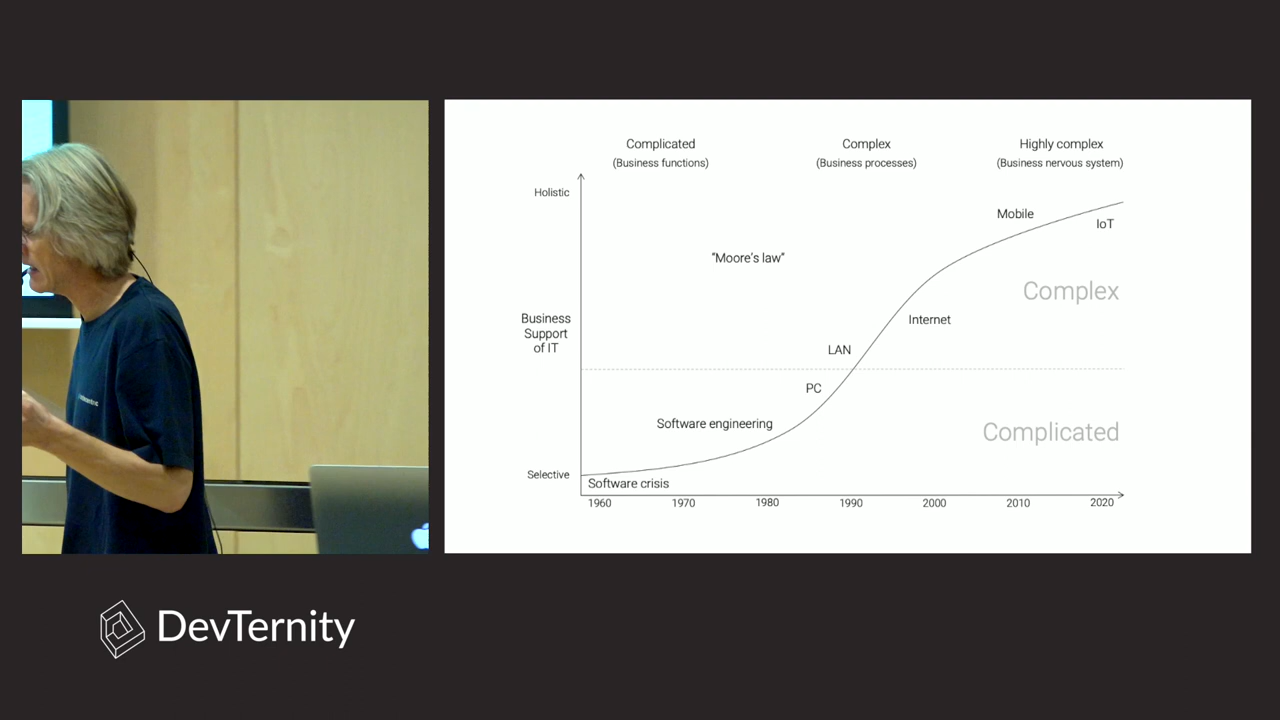 Complicated
(Business functions)
Complex
(Business processes)
Highly complex
(Business nervous system)
Holistic
Mobile
IoT
"Moore's law"
Complex
Business
Support
of IT
Internet
LAN
PC
Software engineering
Complicated
Selective
Software crisis
1960
1970
1980
1990
2000
2010
2020
DevTernity